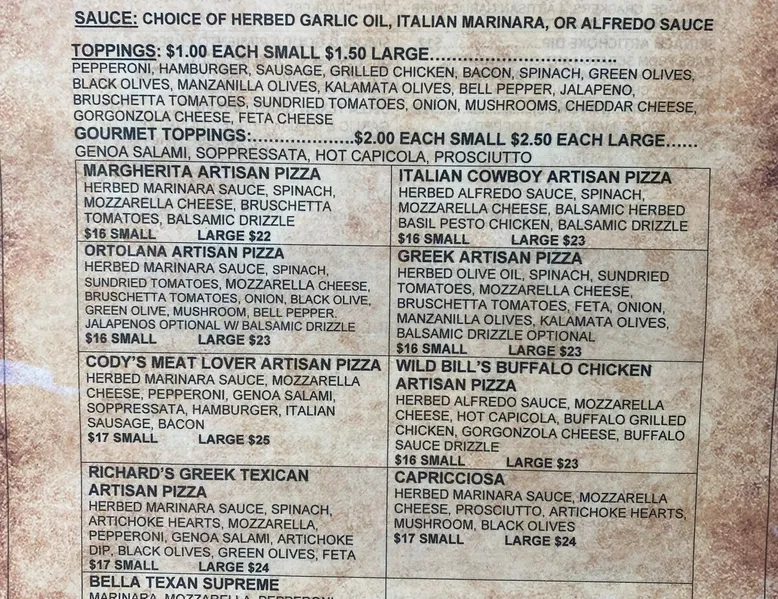 SAUCE: CHOICE OF HERBED GARLIC OIL, ITALIAN MARINARA, OR ALFREDO SAUCE
TOPPINGS: $1.00 EACH SMALL $1.50 LARGE.................................
PEPPERONI, HAMBURGER, SAUSAGE, GRILLED CHICKEN, BACON, SPINACH, GREEN OLIVES,
BLACK OLIVES, MANZANILLA OLIVES, KALAMATA OLIVES, BELL PEPPER, JALAPENO,
BRUSCHETTA TOMATOES, SUNDRIED TOMATOES, ONION, MUSHROOMS, CHEDDAR CHEESE,
GORGONZOLA CHEESE, FETA CHEESE
GOURMET TOPPINGS:..................$2.00 EACH SMALL $2.50 EACH LARGE......
GENOA SALAMI, SOPPRESSATA, HOT CAPICOLA, PROSCIUTTO
MARGHERITA ARTISAN PIZZA
HERBED MARINARA SAUCE, SPINACH,
MOZZARELLA CHEESE, BRUSCHETTA
TOMATOES, BALSAMIC DRIZZLE
$16 SMALL LARGE $22
ITALIAN COWBOY ARTISAN PIZZA
HERBED ALFREDO SAUCE, SPINACH,
MOZZARELLA CHEESE, BALSAMIC HERBED
BASIL PESTO CHICKEN, BALSAMIC DRIZZLE
$16 SMALL LARGE $23
ORTOLANA ARTISAN PIZZA
HERBED MARINARA SAUCE, SPINACH,
SUNDRIED TOMATOES, MOZZARELLA CHEESE,
BRUSCHETTA TOMATOES, ONION, BLACK OLIVE,
GREEN OLIVE, MUSHROOM, BELL PEPPER.
JALAPENOS OPTIONAL W/ BALSAMIC DRIZZLE
$16 SMALL LARGE $23
GREEK ARTISAN PIZZA
HERBED OLIVE OIL, SPINACH, SUNDRIED
TOMATOES, MOZZARELLA CHEESE,
BRUSCHETTA TOMATOES, FETA, ONION,
MANZANILLA OLIVES, KALAMATA OLIVES,
BALSAMIC DRIZZLE OPTIONAL
$16 SMALL LARGE $23
CODY'S MEAT LOVER ARTISAN PIZZA
HERBED MARINARA SAUCE, MOZZARELLA
CHEESE, PEPPERONI, GENOA SALAMI,
SOPPRESSATA, HAMBURGER, ITALIAN
SAUSAGE, BACON
$17 SMALL LARGE $25
WILD BILL'S BUFFALO CHICKEN
ARTISAN PIZZA
HERBED ALFREDO SAUCE, MOZZARELLA
CHEESE, HOT CAPICOLA, BUFFALO GRILLED
CHICKEN, GORGONZOLA CHEESE, BUFFALO
SAUCE DRIZZLE
$16 SMALL LARGE $23
RICHARD'S GREEK TEXICAN
ARTISAN PIZZA
HERBED MARINARA SAUCE, SPINACH,
ARTICHOKE HEARTS, MOZZARELLA,
PEPPERONI, GENOA SALAMI, ARTICHOKE
DIP, BLACK OLIVES, GREEN OLIVES, FETA
$17 SMALL LARGE $24
CAPRICCIOSA
HERBED MARINARA SAUCE, MOZZARELLA
CHEESE, PROSCIUTTO, ARTICHOKE HEARTS,
MUSHROOM, BLACK OLIVES
$17 SMALL LARGE $24
BELLA TEXAN SUPREME
MARINARA, MOZZARELLA, PEPPERONI